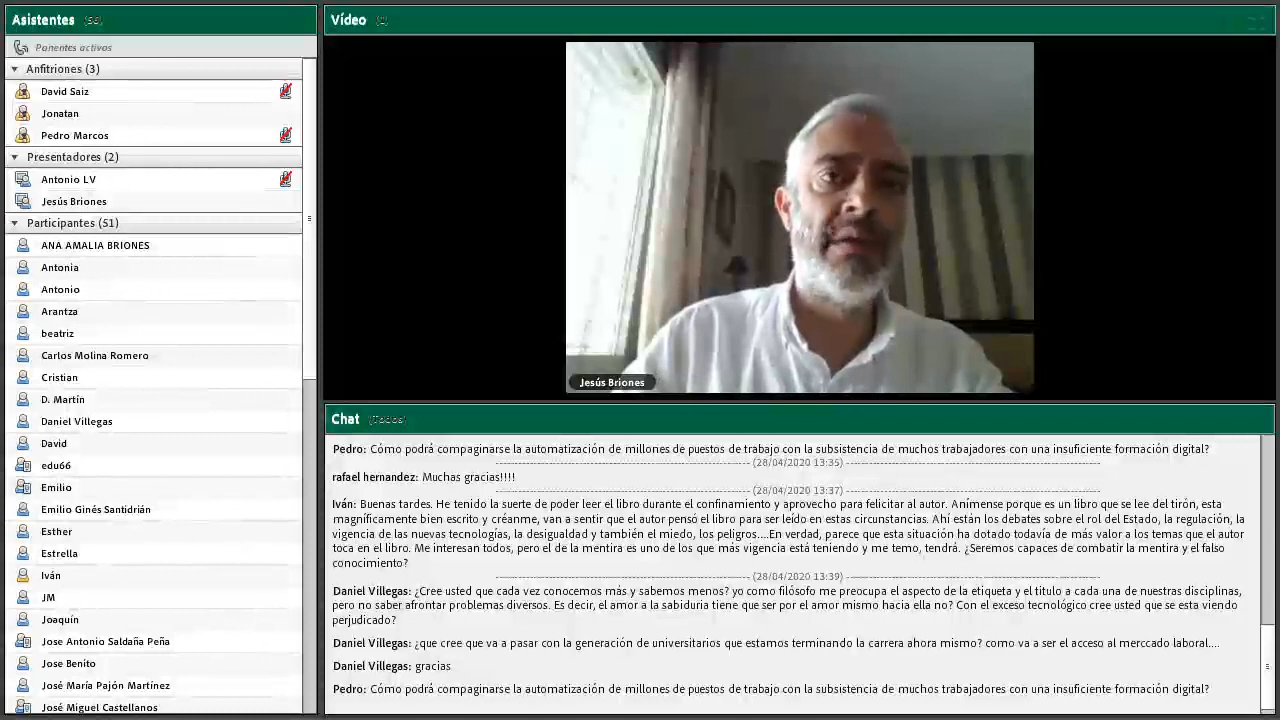 Asistentes (56)
Ponentes activos
Anfitriones (3)
David Saiz
Jonatan
Pedro Marcos
Presentadores (2)
Antonio LV
Jesús Briones
Participantes (51)
ANA AMALIA BRIONES
Antonia
Antonio
Arantza
beatriz
Carlos Molina Romero
Cristian
D. Martín
Daniel Villegas
David
edu66
Emilio
Emilio Ginés Santidrián
Esther
Estrella
Iván
JM
Joaquín
Jose Antonio Saldaña Peña
Jose Benito
José María Pajón Martínez
José Miguel Castellanos
Vídeo (1)
Jesús Briones
Chat (Todos)
Pedro: Cómo podrá compaginarse la automatización de millones de puestos de trabajo con la subsistencia de muchos trabajadores con una insuficiente formación digital?
(28/04/2020 13:35)
rafael hernandez: Muchas gracias!!!!
(28/04/2020 13:37)
Iván: Buenas tardes. He tenido la suerte de poder leer el libro durante el confinamiento y aprovecho para felicitar al autor. Anímense porque es un libro que se lee del tirón, esta
magníficamente bien escrito y créanme, van a sentir que el autor pensó el libro para ser leído en estas circunstancias. Ahí están los debates sobre el rol del Estado, la regulación, la
vigencia de las nuevas tecnologías, la desigualdad y también el miedo, los peligros....En verdad, parece que esta situación ha dotado todavía de más valor a los temas que el autor
toca en el libro. Me interesan todos, pero el de la mentira es uno de los que más vigencia está teniendo y me temo, tendrá. ¿Seremos capaces de combatir la mentira y el falso
conocimiento?
(28/04/2020 13:39)
Daniel Villegas: ¿Cree usted que cada vez conocemos más y sabemos menos? yo como filósofo me preocupa el aspecto de la etiqueta y el titulo a cada una de nuestras disciplinas,
pero no saber afrontar problemas diversos. Es decir, el amor a la sabiduria tiene que ser por el amor mismo hacia ella no? Con el exceso tecnológico cree usted que se esta viendo
perjudicado?
Daniel Villegas: ¿que cree que va a pasar con la generación de universitarios que estamos terminando la carrera ahora mismo? como va a ser el acceso al merccado laboral....
Daniel Villegas: gracias
Pedro: Cómo podrá compaginarse la automatización de millones de puestos de trabajo con la subsistencia de muchos trabajadores con una insuficiente formación digital?